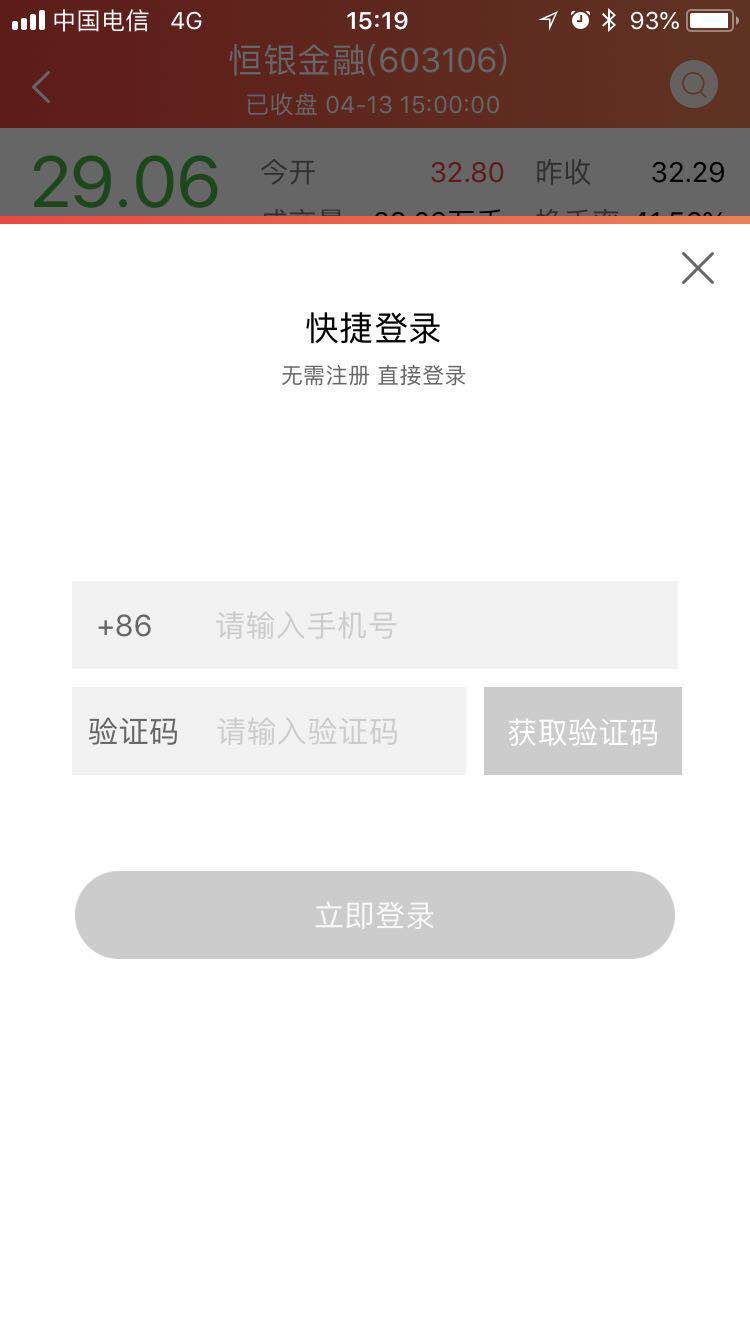 中国电信 4G 15:19 93%
恒银金融(603106)
已收盘 04-13 15:00:00
29.06 今开 32.80 昨收 32.29
快捷登录
无需注册 直接登录
+86 请输入手机号
验证码 请输入验证码 获取验证码
立即登录